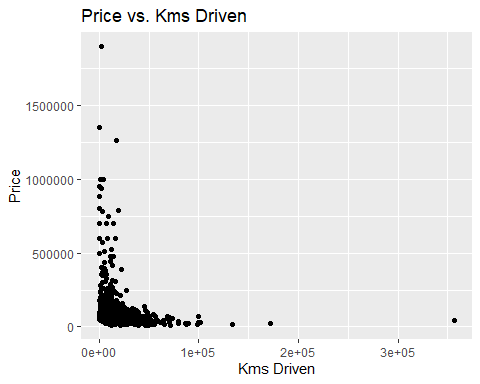 Price vs. Kms Driven
1500000
1000000
500000
0
Price
0e+00 1e+05 2e+05 3e+05
Kms Driven